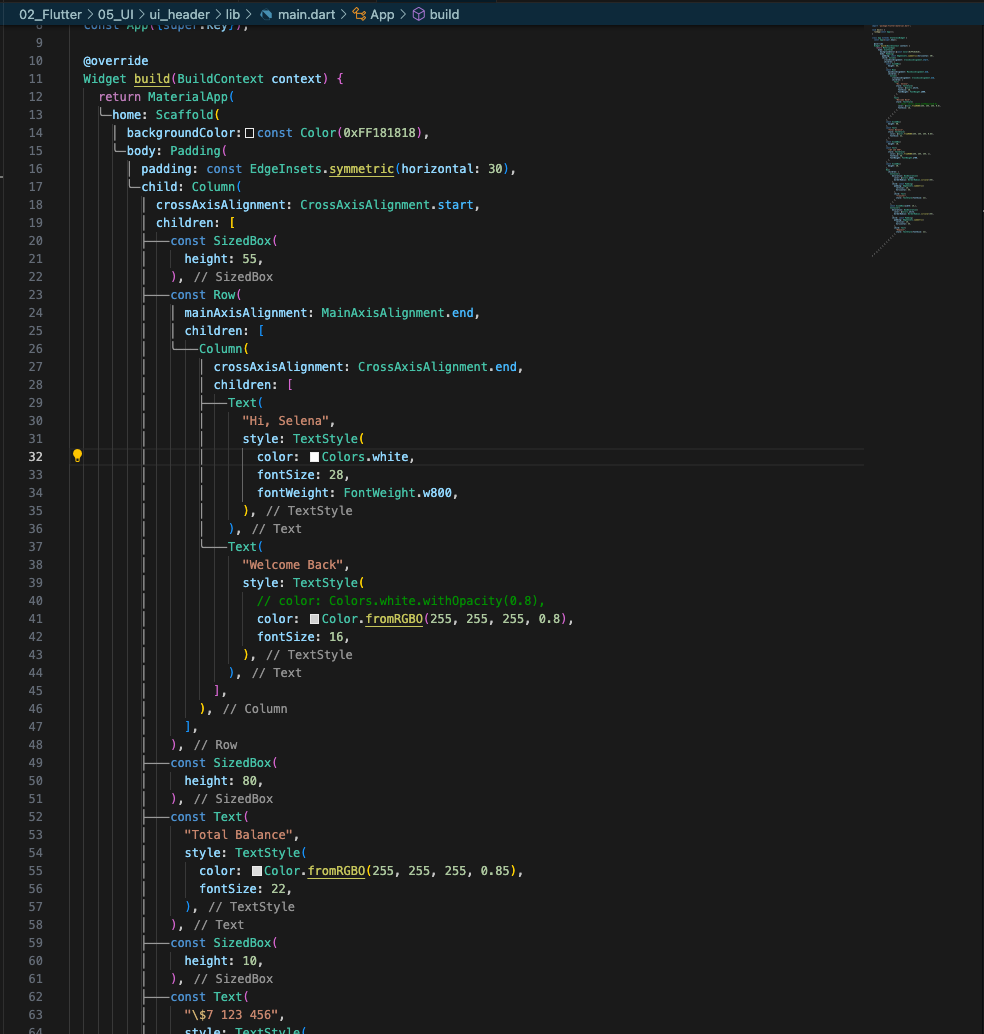 02_Flutter > 05_UI > ui_header > lib > main.dart > App > build
8 const App({super.key});
9
10 @override
11 Widget build(BuildContext context) {
12 return MaterialApp(
13 home: Scaffold(
14 backgroundColor: const Color(0xFF181818),
15 body: Padding(
16 padding: const EdgeInsets.symmetric(horizontal: 30),
17 child: Column(
18 crossAxisAlignment: CrossAxisAlignment.start,
19 children: [
20 const SizedBox(
21 height: 55,
22 ), // SizedBox
23 const Row(
24 mainAxisAlignment: MainAxisAlignment.end,
25 children: [
26 Column(
27 crossAxisAlignment: CrossAxisAlignment.end,
28 children: [
29 Text(
30 "Hi, Selena",
31 style: TextStyle(
32 color: Colors.white,
33 fontSize: 28,
34 fontWeight: FontWeight.w800,
35 ), // TextStyle
36 ), // Text
37 Text(
38 "Welcome Back",
39 style: TextStyle(
40 // color: Colors.white.withOpacity(0.8),
41 color: Color.fromRGBO(255, 255, 255, 0.8),
42 fontSize: 16,
43 ), // TextStyle
44 ), // Text
45 ],
46 ), // Column
47 ],
48 ), // Row
49 const SizedBox(
50 height: 80,
51 ), // SizedBox
52 const Text(
53 "Total Balance",
54 style: TextStyle(
55 color: Color.fromRGBO(255, 255, 255, 0.85),
56 fontSize: 22,
57 ), // TextStyle
58 ), // Text
59 const SizedBox(
60 height: 10,
61 ), // SizedBox
62 const Text(
63 "\$7 123 456",
64 style: TextStyle(